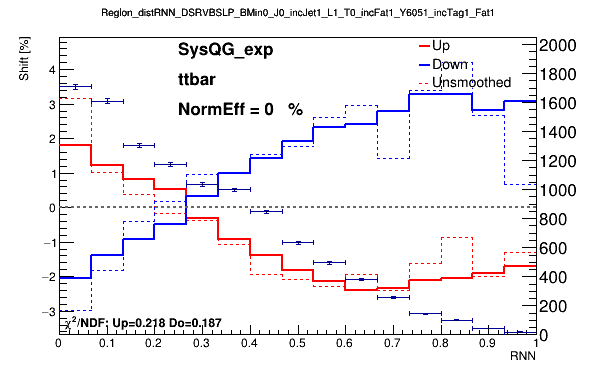 Region_distRNN_DSRVBSLP_BMin0_J0_incJet1_L1_T0_incFat1_Y6051_incTag1_Fat1
Shift [%]
SysQG_exp
ttbar
NormEff = 0 %
Up
Down
Unsmoothed
4
3
2
1
0
−1
−2
−3
2000
1800
1600
1400
1200
1000
800
600
400
200
0
χ²/NDF: Up=0.218 Do=0.187
0 0.1 0.2 0.3 0.4 0.5 0.6 0.7 0.8 0.9 1
RNN